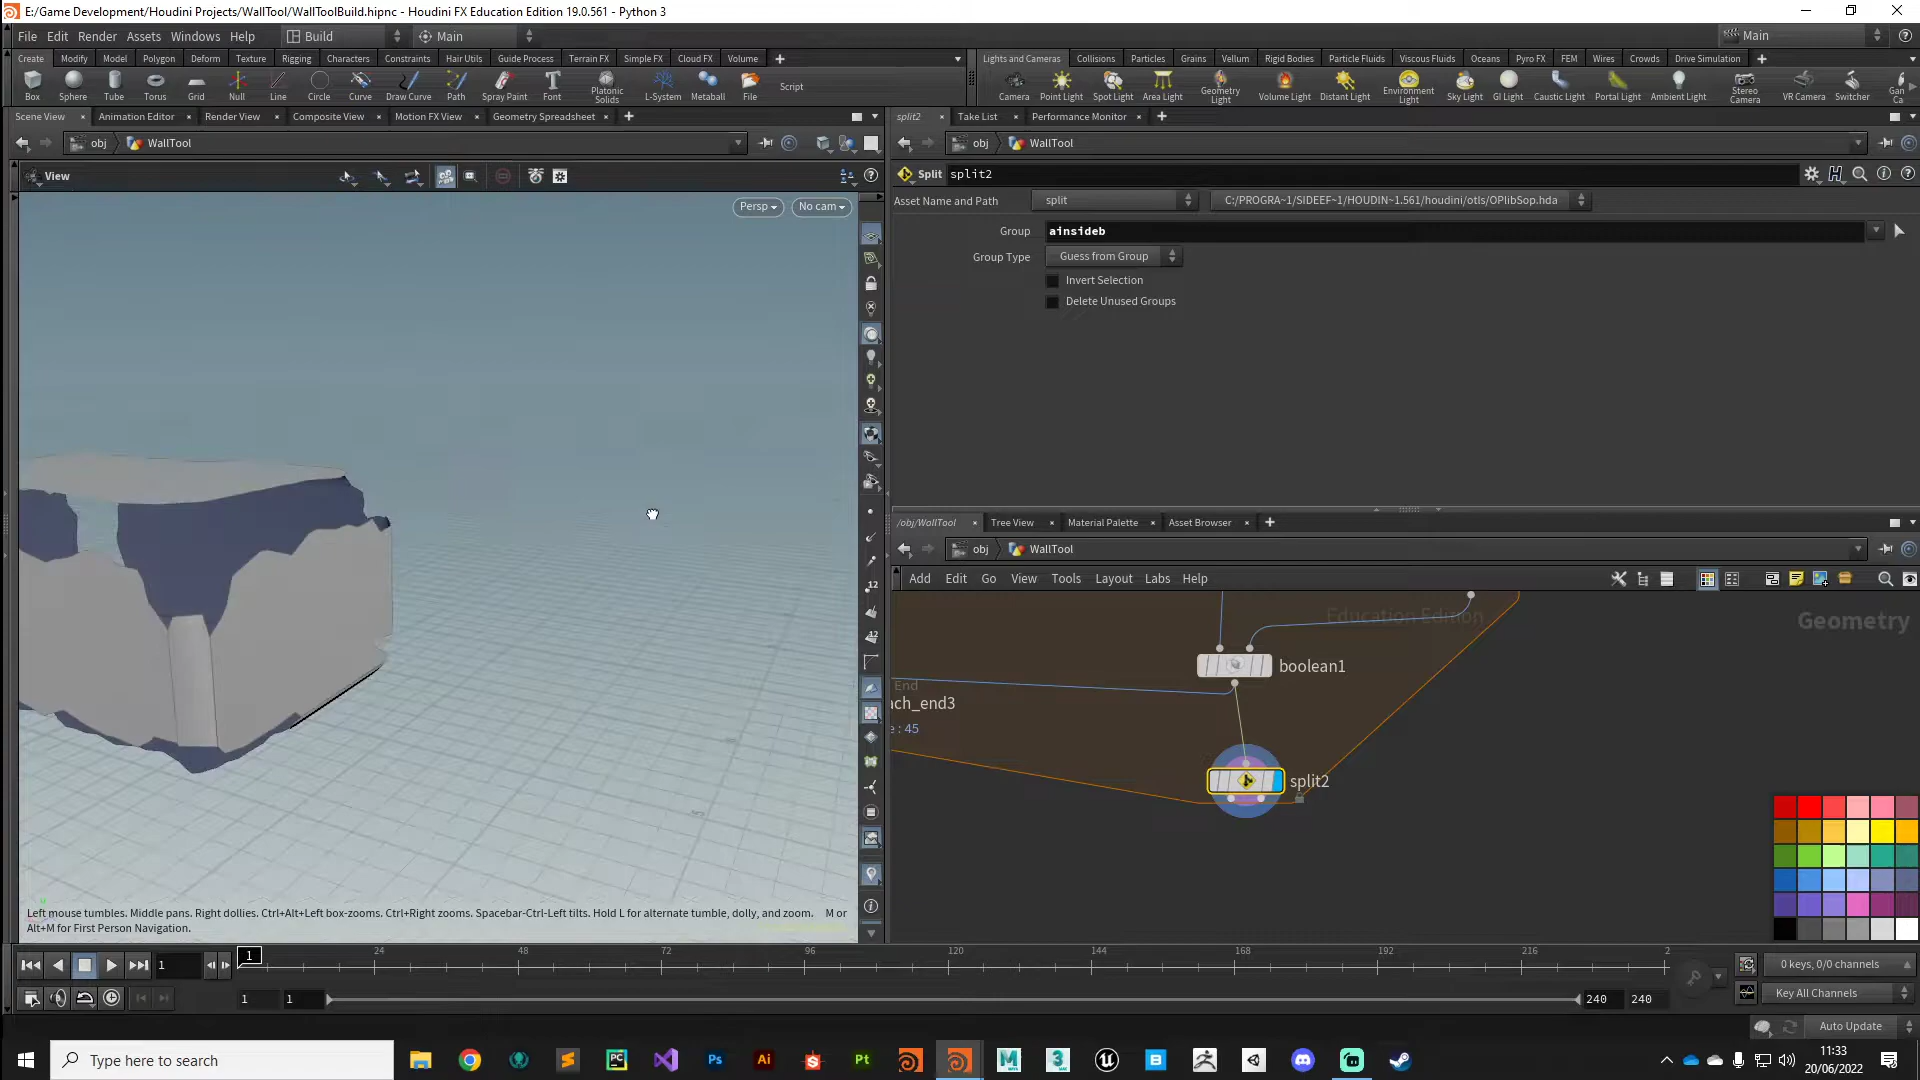 E:/Game Development/Houdini Projects/WallTool/WallToolBuild.hipnc - Houdini FX Education Edition 19.0.561 - Python 3
File Edit Render Assets Windows Help Build Main Main
Create Modify Model Polygon Deform Texture Rigging Characters Constraints Hair Utils Guide Process Terrain FX Simple FX Cloud FX Volume
Lights and Cameras Collisions Particles Grains Vellum Rigid Bodies Particle Fluids Viscous Fluids Oceans Pyro FX FEM Wires Crowds Drive Simulation
Box Sphere Tube Torus Grid Null Line Circle Curve Draw Curve Path Spray Paint Font Platonic Solids L-System Metaball File Script
Camera Point Light Spot Light Area Light Geometry Light Volume Light Distant Light Environment Light Sky Light GI Light Caustic Light Portal Light Ambient Light Stereo Camera VR Camera Switcher Gan Ca
Scene View Animation Editor Render View Composite View Motion FX View Geometry Spreadsheet
split2 Take List Performance Monitor
obj WallTool
obj WallTool
View
Split split2
Asset Name and Path split C:/PROGRA~1/SIDEEF~1/HOUDIN~1.561/houdini/otls/OPlibSop.hda
Persp No cam
Group ainsideb
Group Type Guess from Group
Invert Selection
Delete Unused Groups
/obj/WallTool Tree View Material Palette Asset Browser
obj WallTool
Add Edit Go View Tools Layout Labs Help
Education Edition
Geometry
boolean1
End
ach_end3
e : 45
split2
12
12
Left mouse tumbles. Middle pans. Right dollies. Ctrl+Alt+Left box-zooms. Ctrl+Right zooms. Spacebar-Ctrl-Left tilts. Hold L for alternate tumble, dolly, and zoom. M or
Alt+M for First Person Navigation.
1 1 24 48 72 96 120 144 168 192 216 2
0 keys, 0/0 channels
1 1 240 240
Key All Channels
Auto Update
Type here to search
11:33
20/06/2022